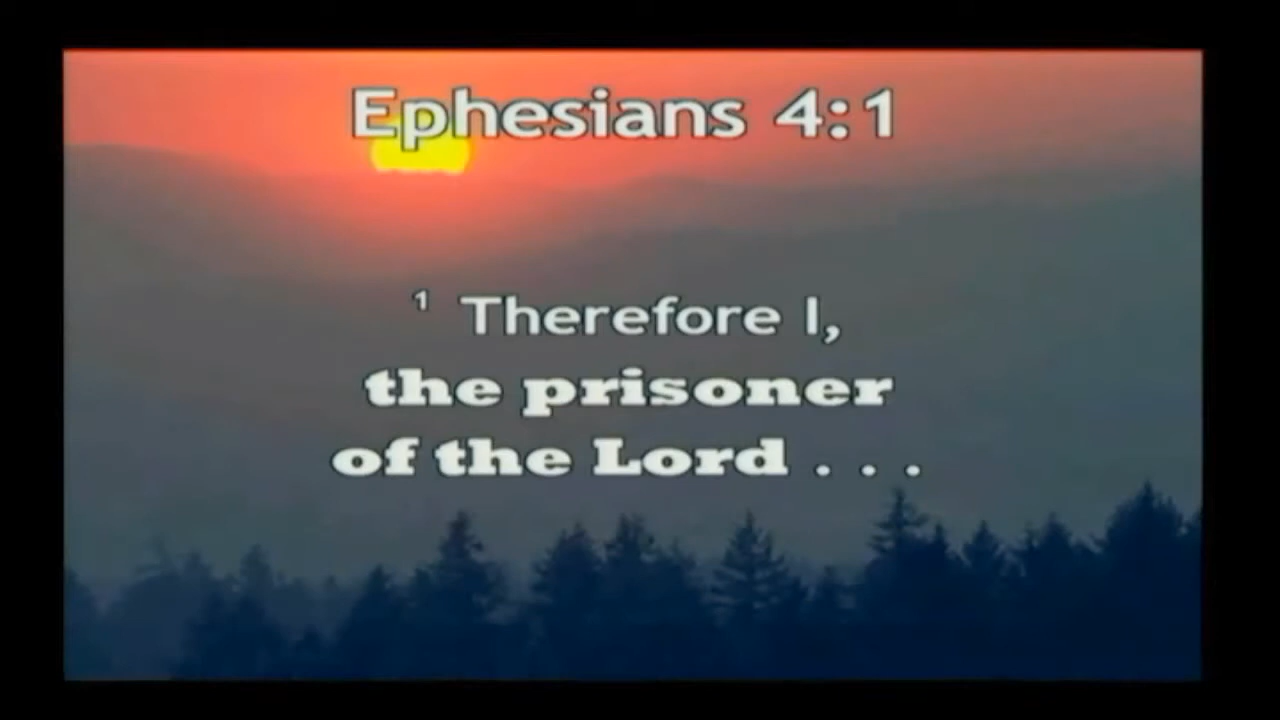 Ephesians 4:1
¹ Therefore I,
the prisoner
of the Lord . . .